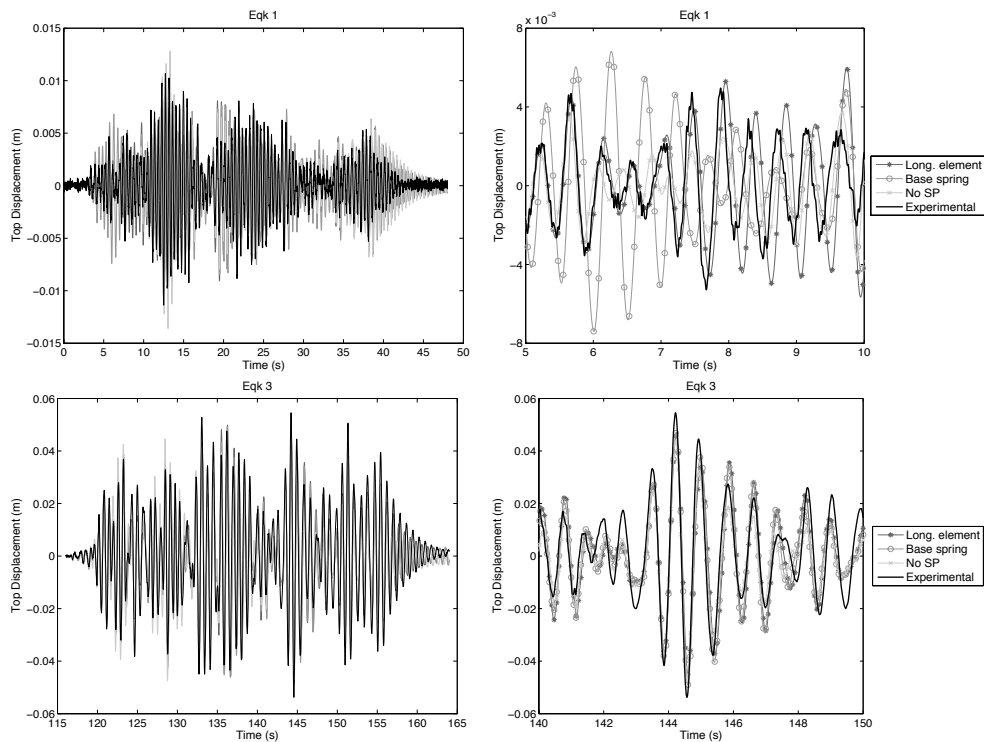 Eqk 1
0.015
0.01
0.005
0
−0.005
−0.01
−0.015
Top Displacement (m)
0 5 10 15 20 25 30 35 40 45 50
Time (s)
Eqk 1
x 10⁻³
8
4
0
−4
−8
Top Displacement (m)
5 6 7 8 9 10
Time (s)
Long. element
Base spring
No SP
Experimental
Eqk 3
0.06
0.04
0.02
0
−0.02
−0.04
−0.06
Top Displacement (m)
115 120 125 130 135 140 145 150 155 160 165
Time (s)
Eqk 3
0.06
0.04
0.02
0
−0.02
−0.04
−0.06
Top Displacement (m)
140 142 144 146 148 150
Time (s)
Long. element
Base spring
No SP
Experimental